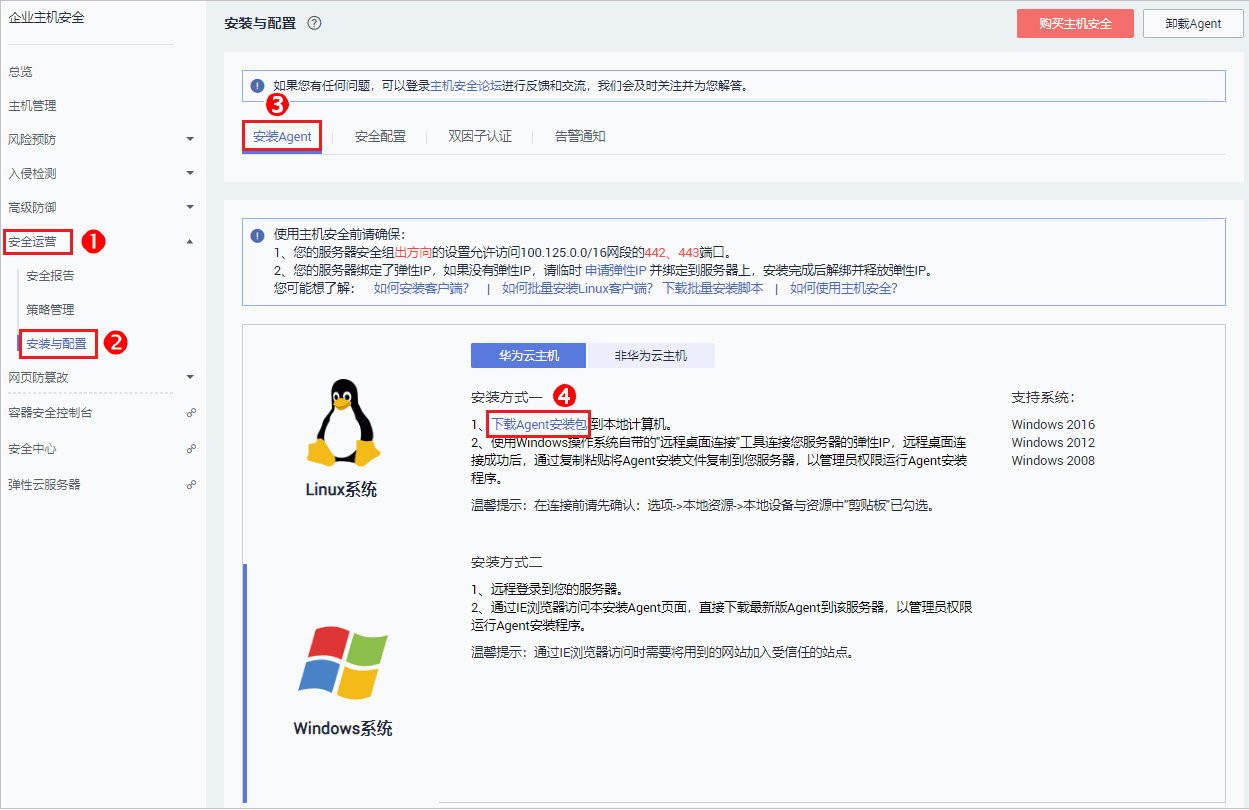 企业主机安全
总览
主机管理
风险预防
入侵检测
高级防御
安全运营
1
安全报告
策略管理
安装与配置
2
网页防篡改
容器安全控制台
安全中心
弹性云服务器
安装与配置 ?
购买主机安全
卸载Agent
如果您有任何问题，可以登录主机安全论坛进行反馈和交流，我们会及时关注并为您解答。
3
安装Agent
安全配置
双因子认证
告警通知
使用主机安全前请确保：
1、您的服务器安全组出方向的设置允许访问100.125.0.0/16网段的442、443端口。
2、您的服务器绑定了弹性IP，如果没有弹性IP，请临时 申请弹性IP 并绑定到服务器上，安装完成后解绑并释放弹性IP。
您可能想了解： 如何安装客户端？ | 如何批量安装Linux客户端？ 下载批量安装脚本 | 如何使用主机安全？
Linux系统
Windows系统
华为云主机
非华为云主机
安装方式一
4
1、下载Agent安装包到本地计算机。
2、使用Windows操作系统自带的"远程桌面连接"工具连接您服务器的弹性IP，远程桌面连
接成功后，通过复制粘贴将Agent安装文件复制到您服务器，以管理员权限运行Agent安装
程序。
温馨提示：在连接前请先确认：选项->本地资源->本地设备与资源中"剪贴板"已勾选。
安装方式二
1、远程登录到您的服务器。
2、通过IE浏览器访问本安装Agent页面，直接下载最新版Agent到该服务器，以管理员权限
运行Agent安装程序。
温馨提示：通过IE浏览器访问时需要将用到的网站加入受信任的站点。
支持系统：
Windows 2016
Windows 2012
Windows 2008